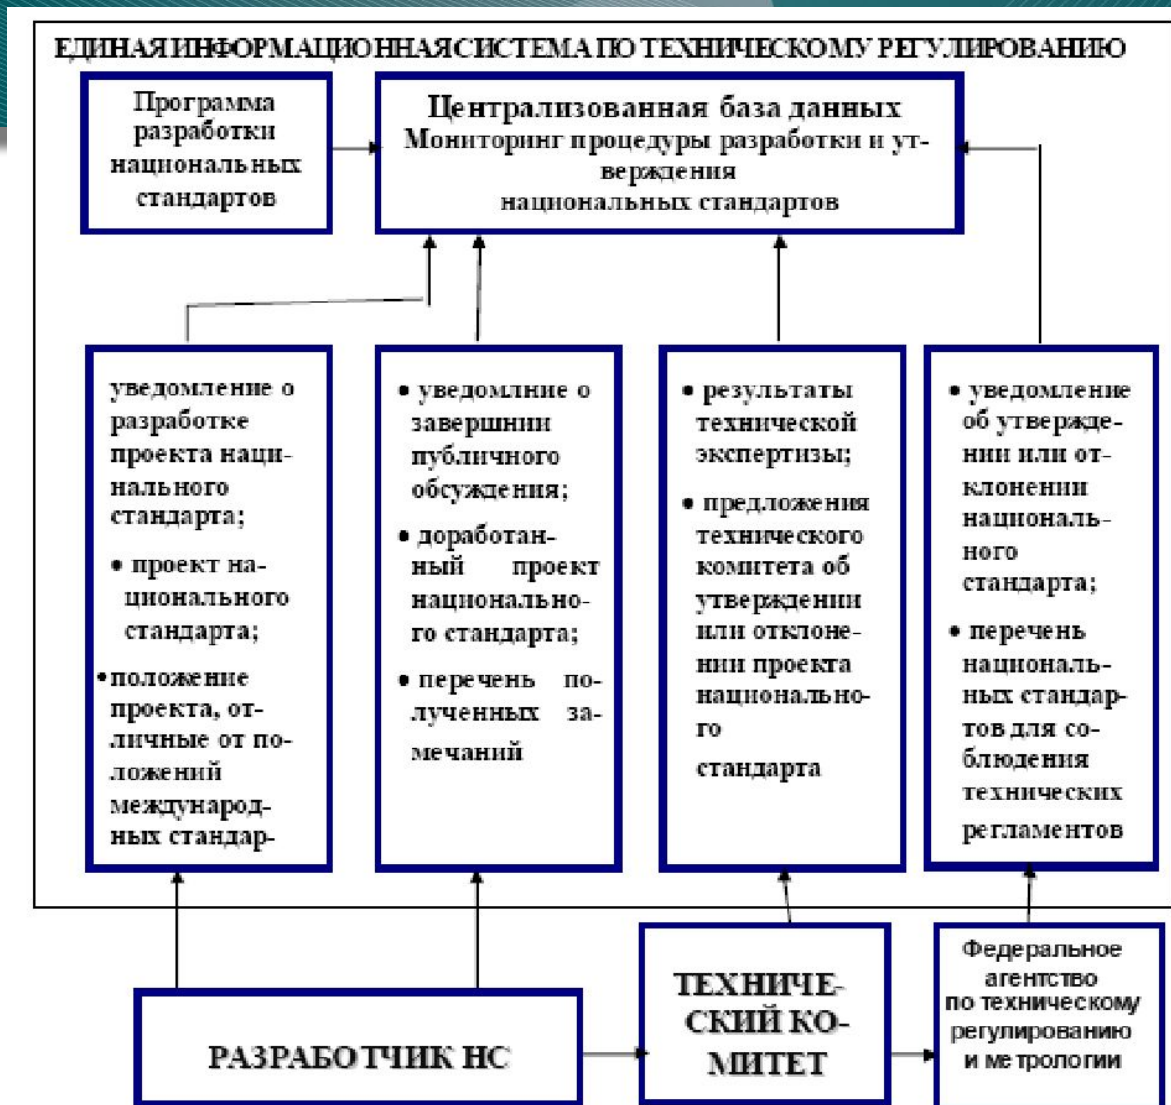 ЕДИНАЯ ИНФОРМАЦИОННАЯ СИСТЕМА ПО ТЕХНИЧЕСКОМУ РЕГУЛИРОВАНИЮ
Программа
разработки
национальных
стандартов
Централизованная база данных
Мониторинг процедуры разработки и ут-
верждения
национальных стандартов
уведомление о
разработке
проекта наци-
нального
стандарта;
• проект на-
ционального
стандарта;
• положение
проекта, от-
личные от по-
ложений
международ-
ных стандар-
• уведомлние о
завершнии
публичного
обсуждения;
• доработан-
ный проект
национально-
го стандарта;
• перечень по-
лученных за-
мечаний
• результаты
технической
экспертизы;
• предложения
технического
комитета об
утверждении
или отклоне-
нии проекта
национально-
го
стандарта
• уведомление
об утвержде-
нии или от-
клонении
националь-
ного
стандарта;
• перечень
националь-
ных стандар-
тов для со-
блюдения
технических
регламентов
РАЗРАБОТЧИК НС
ТЕХНИЧЕ-
СКИЙ КО-
МИТЕТ
Федеральное
агентство
по техническому
регулированию
и метрологии